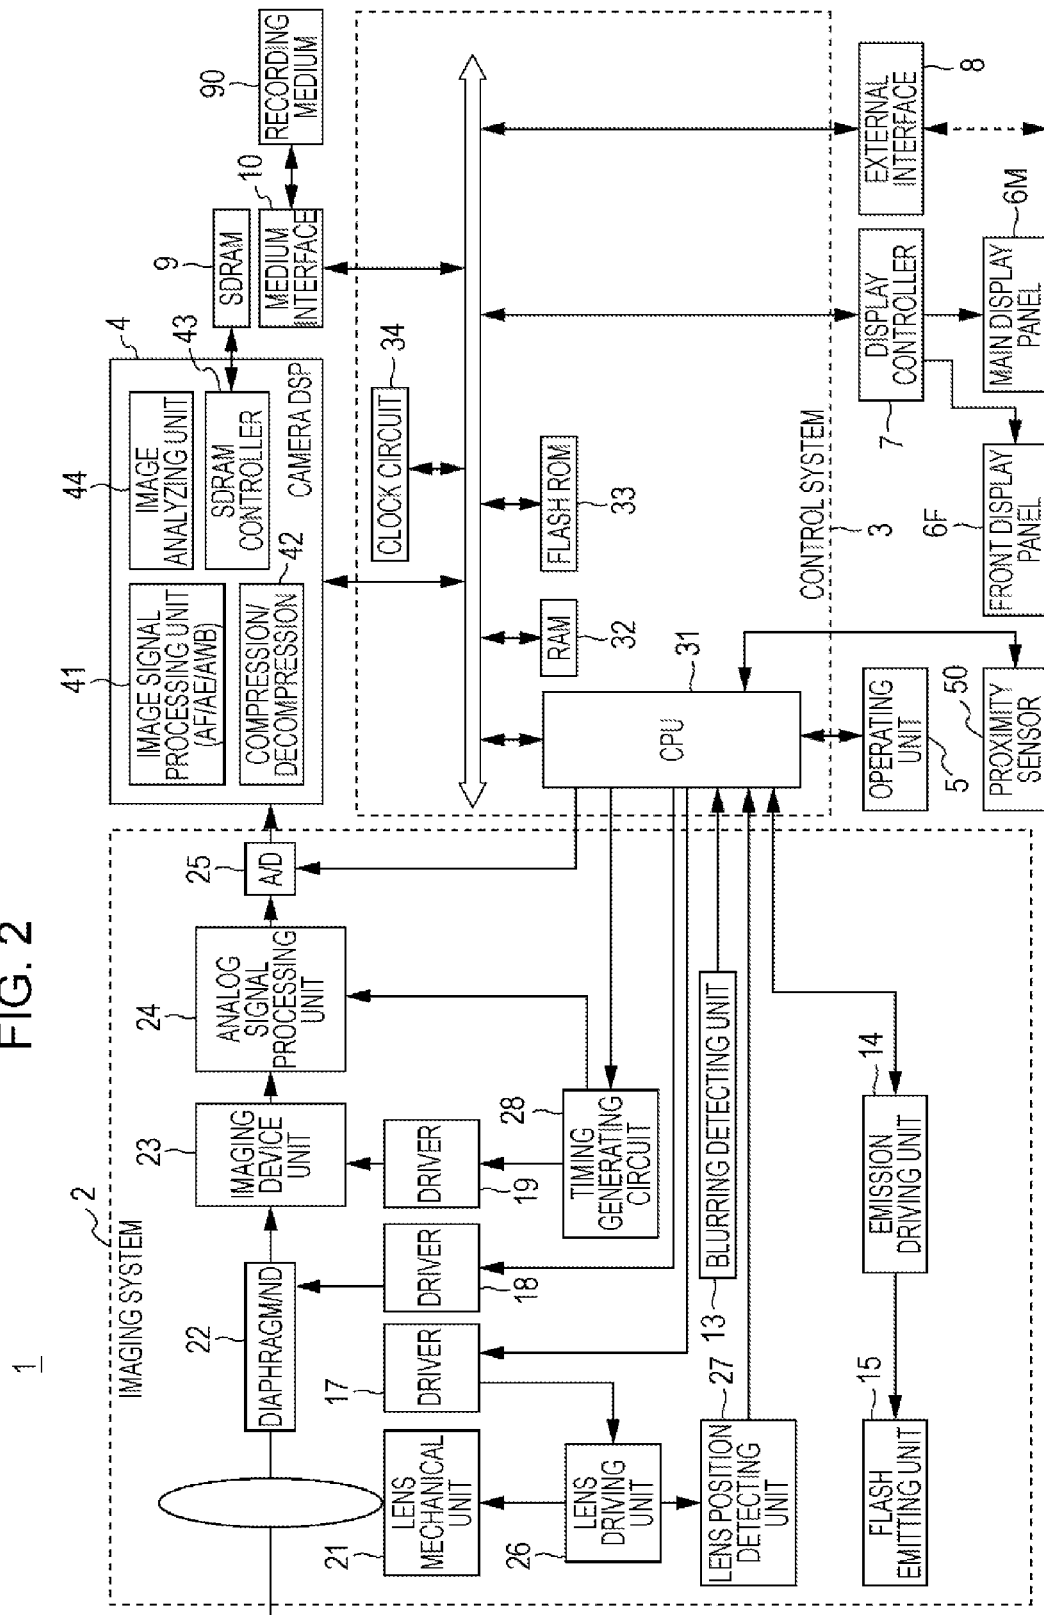 FIG. 2
1
IMAGING SYSTEM
2
22
DIAPHRAGM/ND
23
IMAGING
DEVICE
UNIT
24
ANALOG
SIGNAL
PROCESSING
UNIT
25
A/D
41
IMAGE SIGNAL
PROCESSING UNIT
(AF/AE/AWB)
44
IMAGE
ANALYZING UNIT
4
COMPRESSION/
DECOMPRESSION
42
SDRAM
CONTROLLER
43
CAMERA DSP
9
SDRAM
10
MEDIUM
INTERFACE
90
RECORDING
MEDIUM
21
LENS
MECHANICAL
UNIT
17
DRIVER
DRIVER
18
DRIVER
19
26
LENS
DRIVING
UNIT
TIMING
GENERATING
CIRCUIT
28
27
LENS POSITION
DETECTING
UNIT
13
BLURRING DETECTING UNIT
15
FLASH
EMITTING UNIT
14
EMISSION
DRIVING UNIT
34
CLOCK CIRCUIT
RAM
32
FLASH ROM
33
31
CPU
CONTROL SYSTEM
3
OPERATING
UNIT
5
50
PROXIMITY
SENSOR
7
DISPLAY
CONTROLLER
6F
FRONT DISPLAY
PANEL
6M
MAIN DISPLAY
PANEL
EXTERNAL
INTERFACE
8